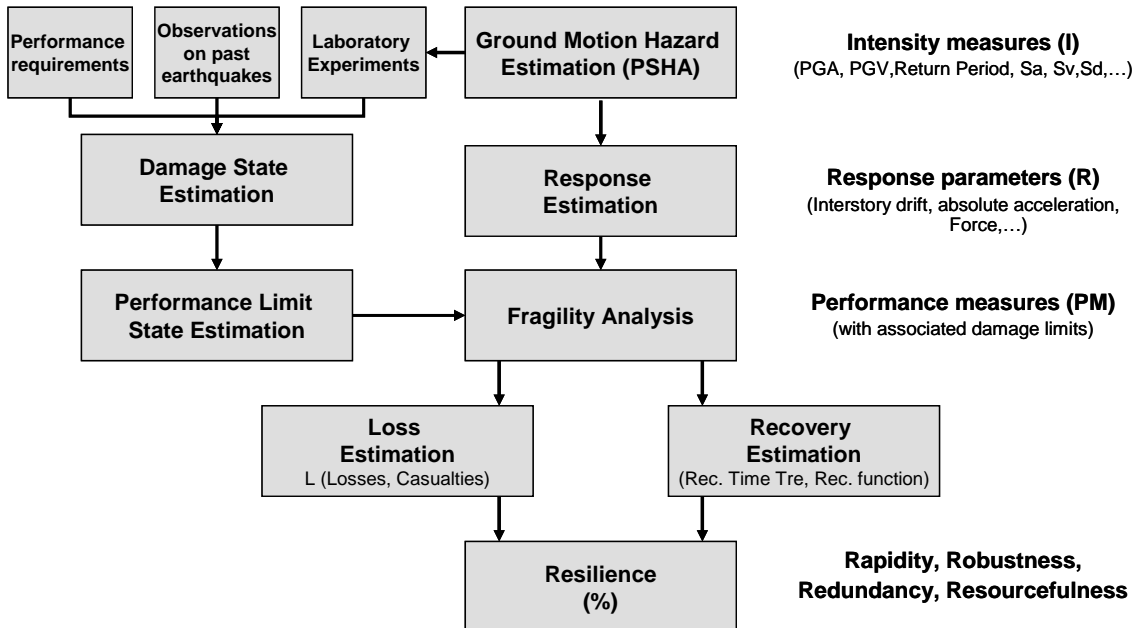 Performance
requirements
Observations
on past
earthquakes
Laboratory
Experiments
Ground Motion Hazard
Estimation (PSHA)
Intensity measures (I)
(PGA, PGV,Return Period, Sa, Sv,Sd,…)
Damage State
Estimation
Response
Estimation
Response parameters (R)
(Interstory drift, absolute acceleration,
Force,…)
Performance Limit
State Estimation
Fragility Analysis
Performance measures (PM)
(with associated damage limits)
Loss
Estimation
L (Losses, Casualties)
Recovery
Estimation
(Rec. Time Tre, Rec. function)
Resilience
(%)
Rapidity, Robustness,
Redundancy, Resourcefulness